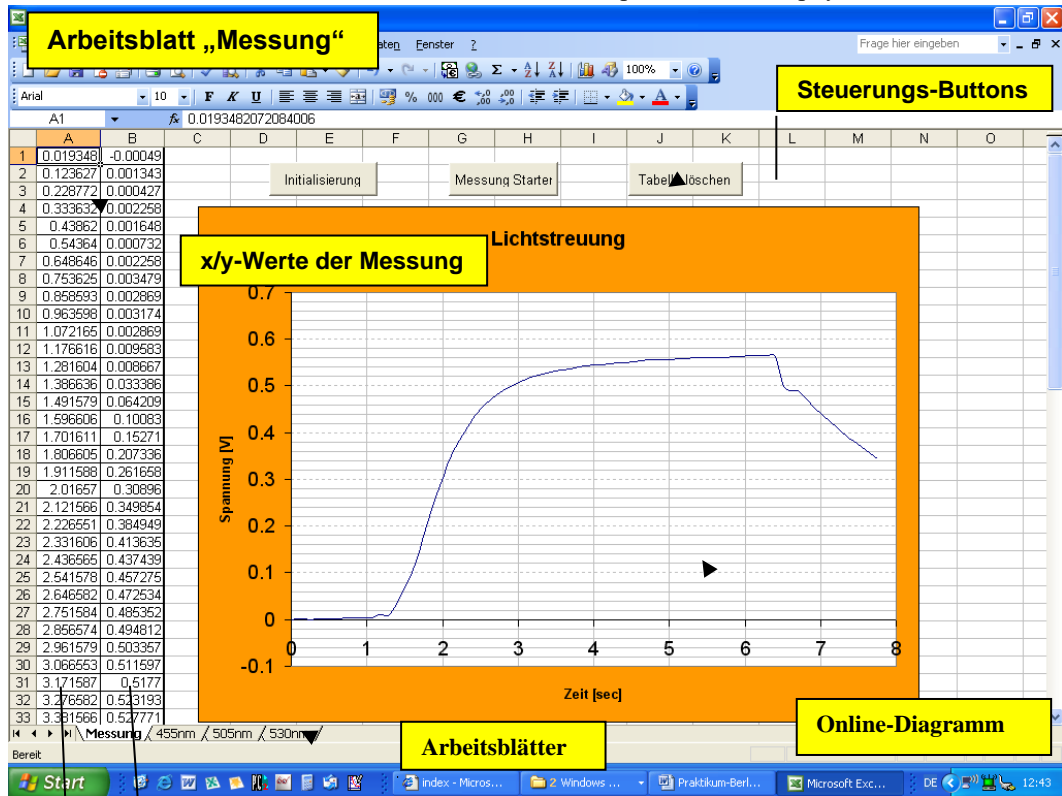 Arbeitsblatt „Messung“
Fenster ?
Frage hier eingeben
Arial 10 F K U 000 € 100%
Steuerungs-Buttons
A1 fx 0.0193482072084006
A B C D E F G H I J K L M N O
1 0.019348 -0.00049
2 0.123627 0.001343
3 0.228772 0.000427
4 0.333632 0.002258
5 0.43862 0.001648
6 0.54364 0.000732
7 0.648646 0.002258
8 0.753625 0.003479
9 0.858593 0.002869
10 0.963598 0.003174
11 1.072165 0.002869
12 1.176616 0.009583
13 1.281604 0.008667
14 1.386636 0.033386
15 1.491579 0.064209
16 1.596606 0.10083
17 1.701611 0.15271
18 1.806605 0.207336
19 1.911588 0.261658
20 2.01657 0.30896
21 2.121566 0.349854
22 2.226551 0.384949
23 2.331606 0.413635
24 2.436565 0.437439
25 2.541578 0.457275
26 2.646582 0.472534
27 2.751584 0.485352
28 2.856574 0.494812
29 2.961579 0.503357
30 3.066553 0.511597
31 3.171587 0.5177
32 3.276582 0.523193
33 3.381566 0.527771
Initialisierung
Messung Starten
Tabelle löschen
Lichtstreuung
x/y-Werte der Messung
0.7
0.6
0.5
0.4
0.3
0.2
0.1
0
-0.1
Spannung [V]
0 1 2 3 4 5 6 7 8
Zeit [sec]
Online-Diagramm
Messung / 455nm / 505nm / 530nm
Arbeitsblätter
Bereit
Start
index - Micros...
2 Windows ...
Praktikum-Berl...
Microsoft Exc...
DE
12:43